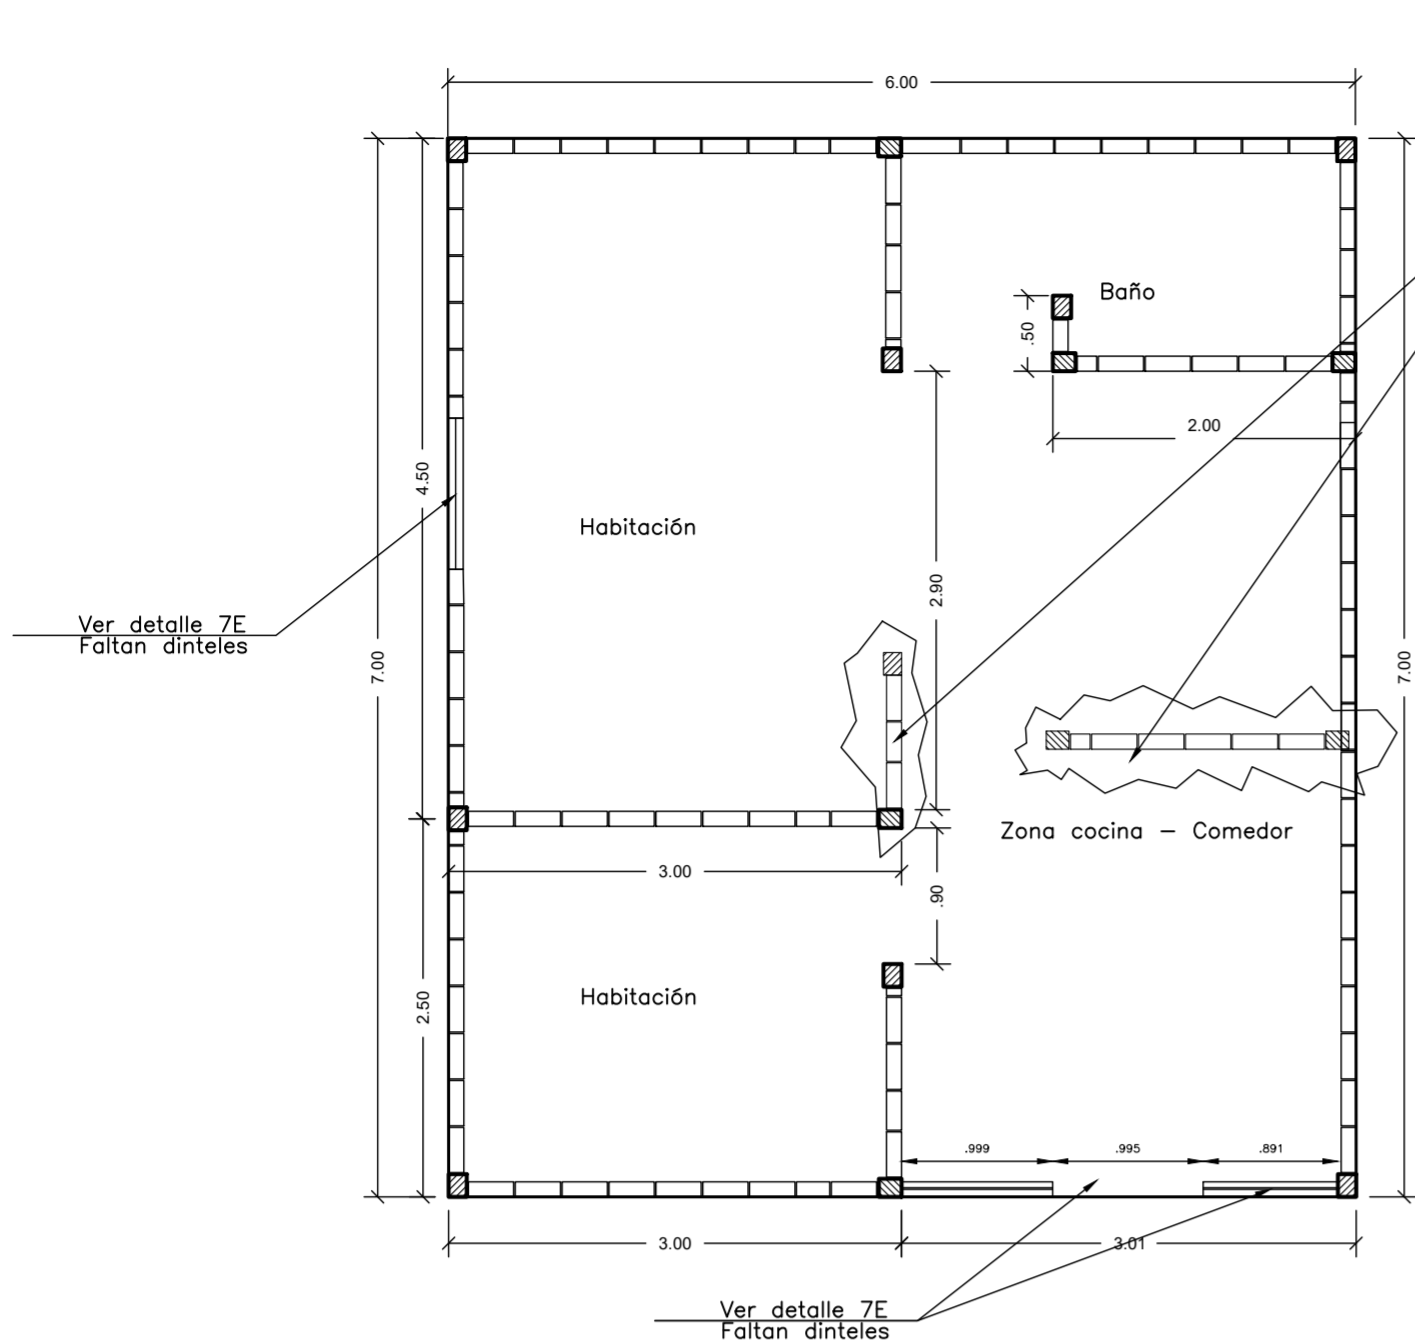 6.00
Baño
.50
2.00
4.50
Habitación
2.90
Ver detalle 7E
Faltan dinteles
7.00
7.00
Zona cocina – Comedor
3.00
.90
Habitación
2.50
.999
.995
.891
3.00
3.01
Ver detalle 7E
Faltan dinteles